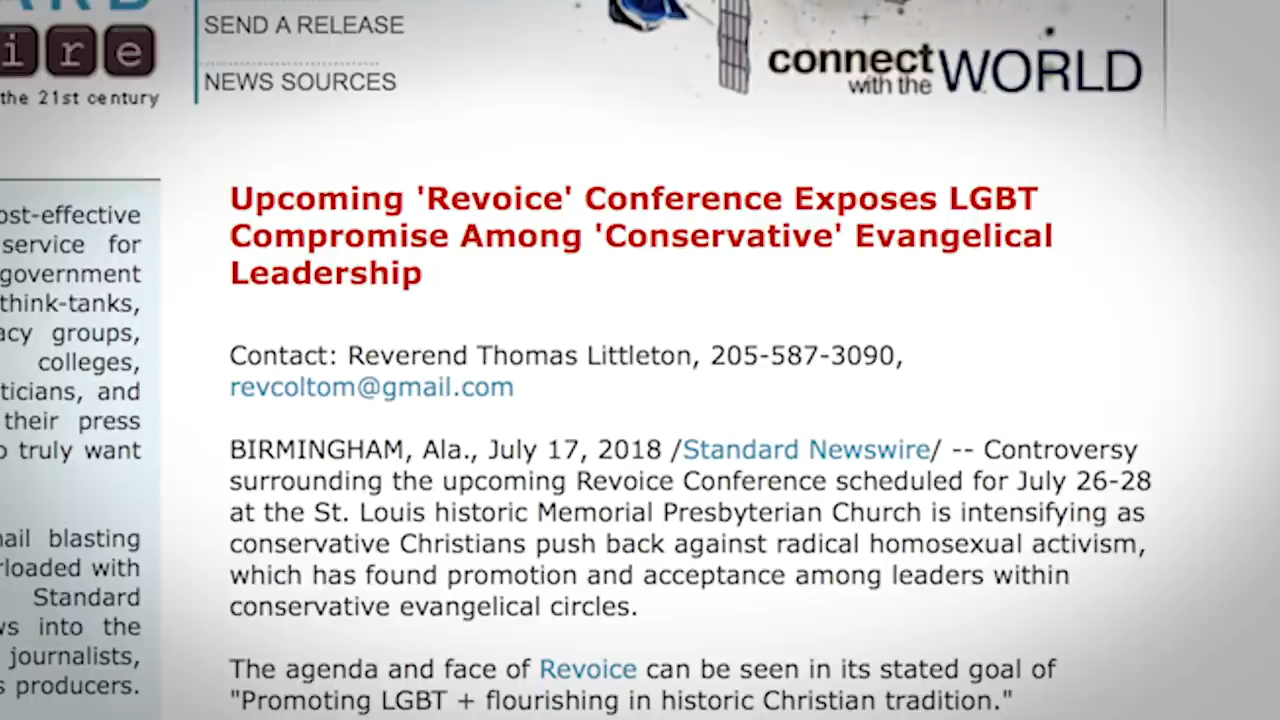 ARD
ire
the 21st century
SEND A RELEASE
NEWS SOURCES
connect
with the WORLD
ost-effective
service for
government
think-tanks,
acy groups,
colleges,
ticians, and
their press
o truly want
ail blasting
rloaded with
Standard
ws into the
journalists,
s producers.
Upcoming 'Revoice' Conference Exposes LGBT
Compromise Among 'Conservative' Evangelical
Leadership
Contact: Reverend Thomas Littleton, 205-587-3090,
revcoltom@gmail.com
BIRMINGHAM, Ala., July 17, 2018 /Standard Newswire/ -- Controversy
surrounding the upcoming Revoice Conference scheduled for July 26-28
at the St. Louis historic Memorial Presbyterian Church is intensifying as
conservative Christians push back against radical homosexual activism,
which has found promotion and acceptance among leaders within
conservative evangelical circles.
The agenda and face of Revoice can be seen in its stated goal of
"Promoting LGBT + flourishing in historic Christian tradition."